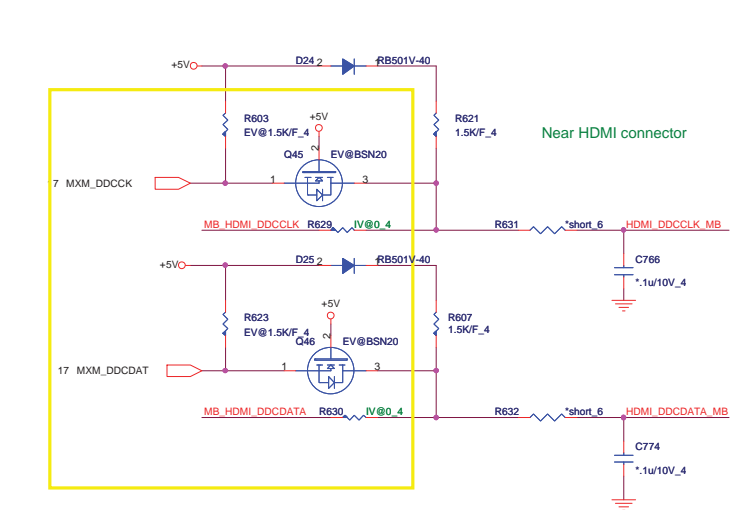 +5V
D24
2
1
RB501V-40
R603
EV@1.5K/F_4
+5V
2
R621
1.5K/F_4
Near HDMI connector
Q45
EV@BSN20
7 MXM_DDCCK
1
3
MB_HDMI_DDCCLK
R629
IV@0_4
R631
*short_6
HDMI_DDCCLK_MB
+5V
D25
2
1
RB501V-40
C766
*.1u/10V_4
R623
EV@1.5K/F_4
+5V
2
R607
1.5K/F_4
Q46
EV@BSN20
17 MXM_DDCDAT
1
3
MB_HDMI_DDCDATA
R630
IV@0_4
R632
*short_6
HDMI_DDCDATA_MB
C774
*.1u/10V_4